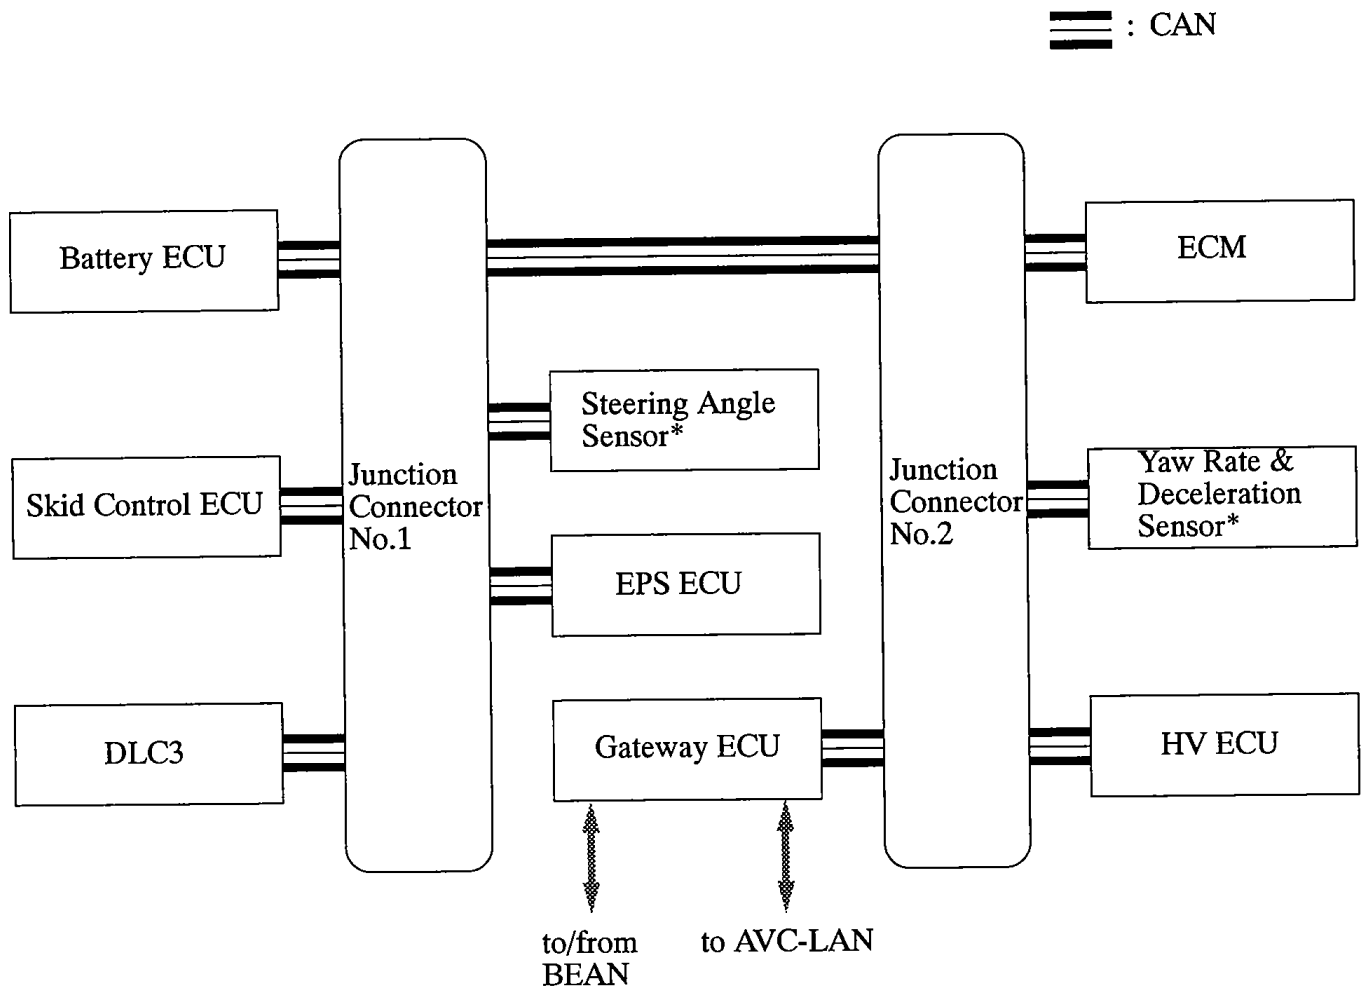 : CAN
Battery ECU
ECM
Steering Angle
Sensor*
Junction
Connector
No.1
Junction
Connector
No.2
Skid Control ECU
Yaw Rate &
Deceleration
Sensor*
EPS ECU
DLC3
Gateway ECU
HV ECU
to/from
BEAN
to AVC-LAN